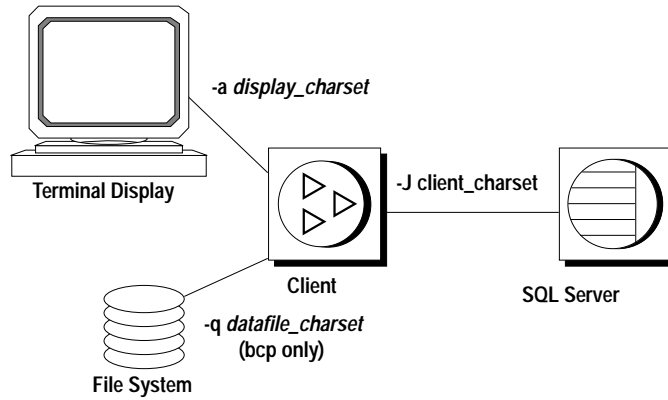 -a display_charset
Terminal Display
-J client_charset
Client
SQL Server
-q datafile_charset
(bcp only)
File System